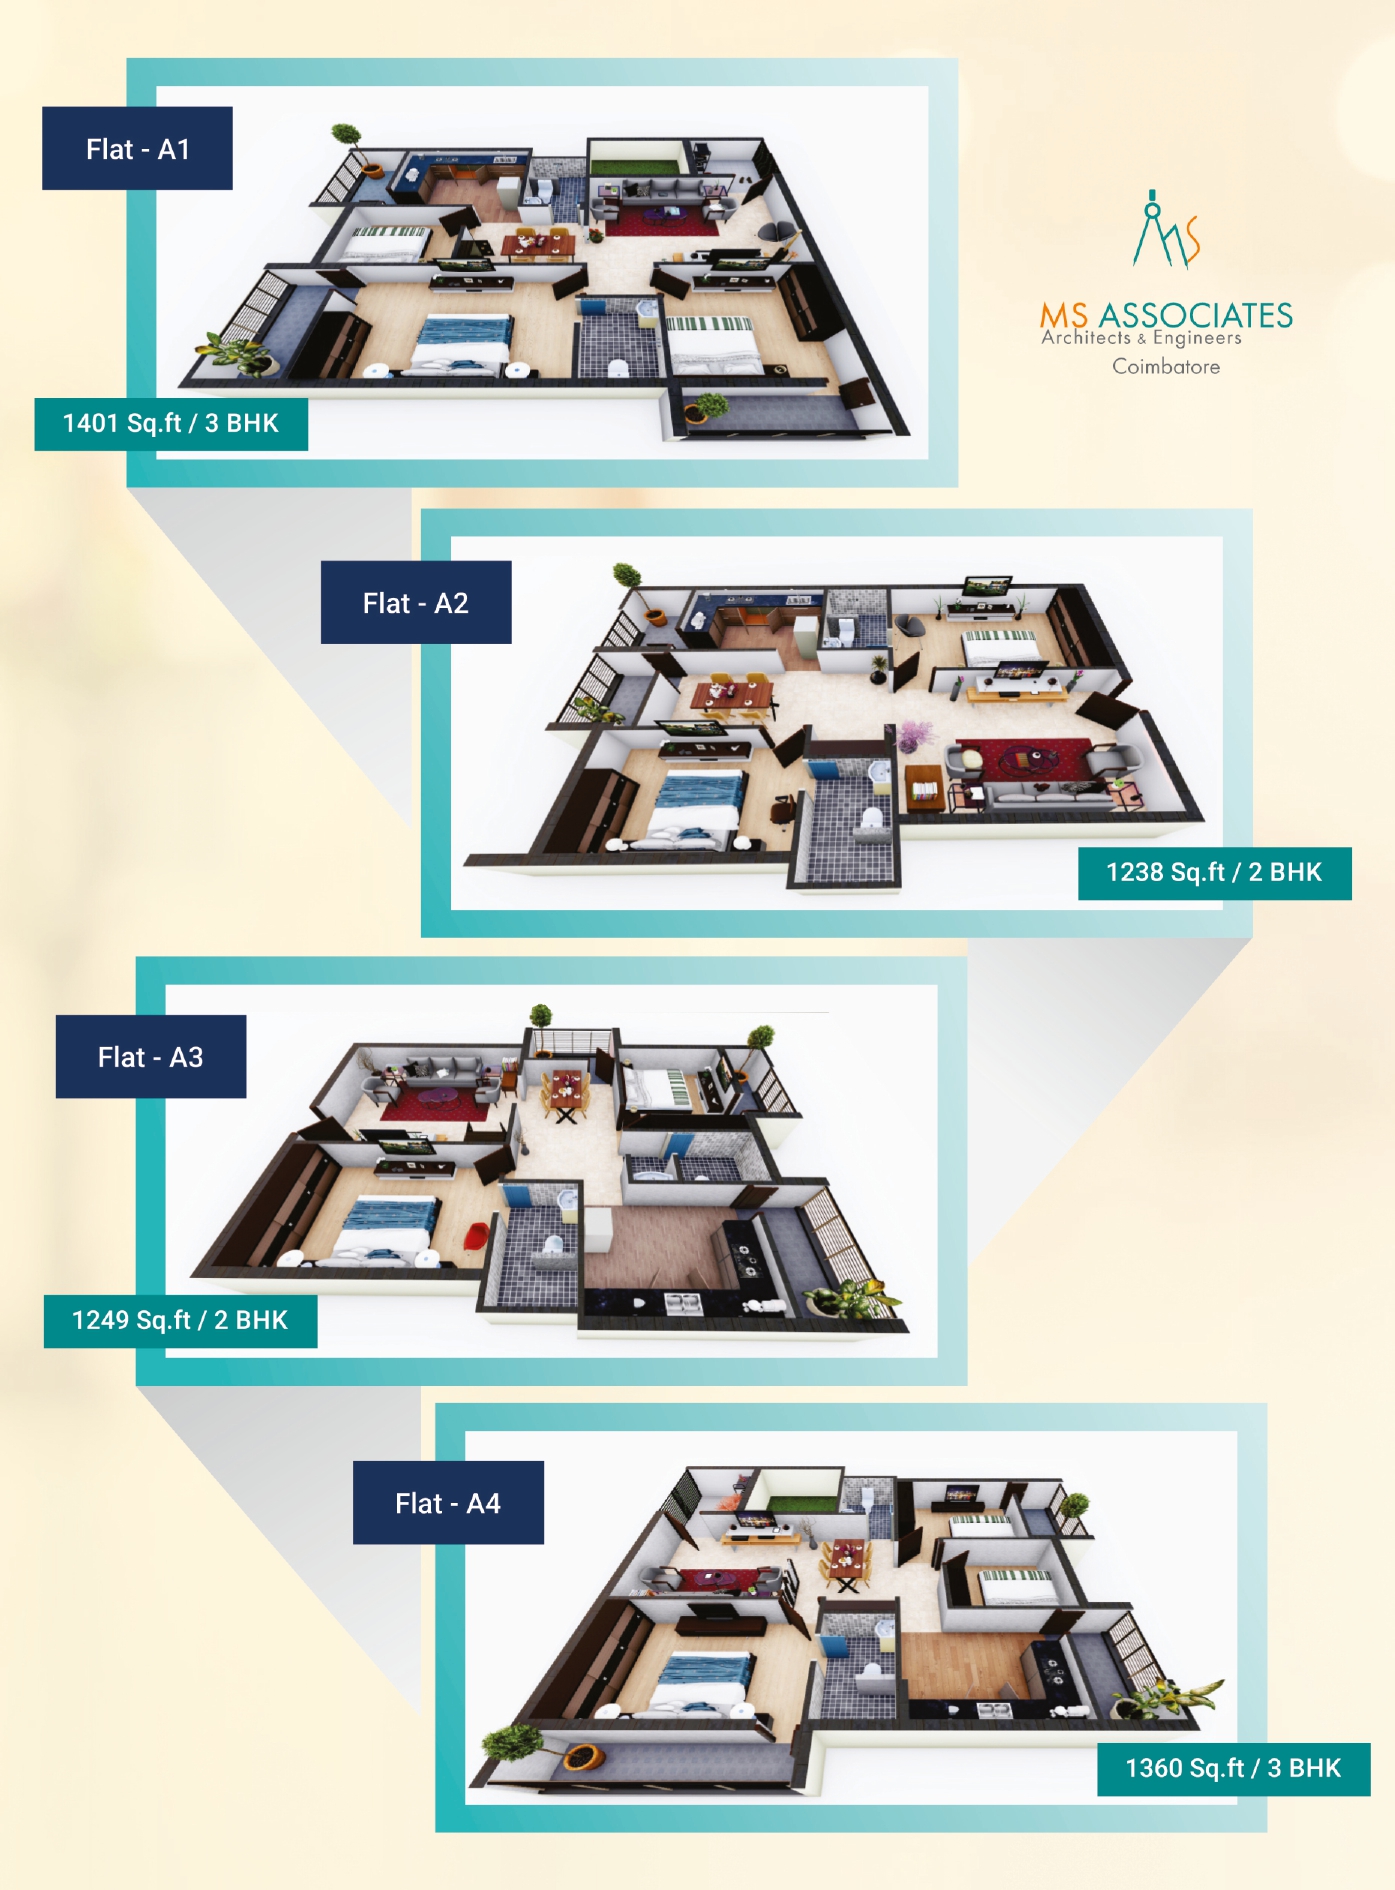 Flat - A1
1401 Sq.ft / 3 BHK
MS
MS ASSOCIATES
Architects & Engineers
Coimbatore
Flat - A2
1238 Sq.ft / 2 BHK
Flat - A3
1249 Sq.ft / 2 BHK
Flat - A4
1360 Sq.ft / 3 BHK